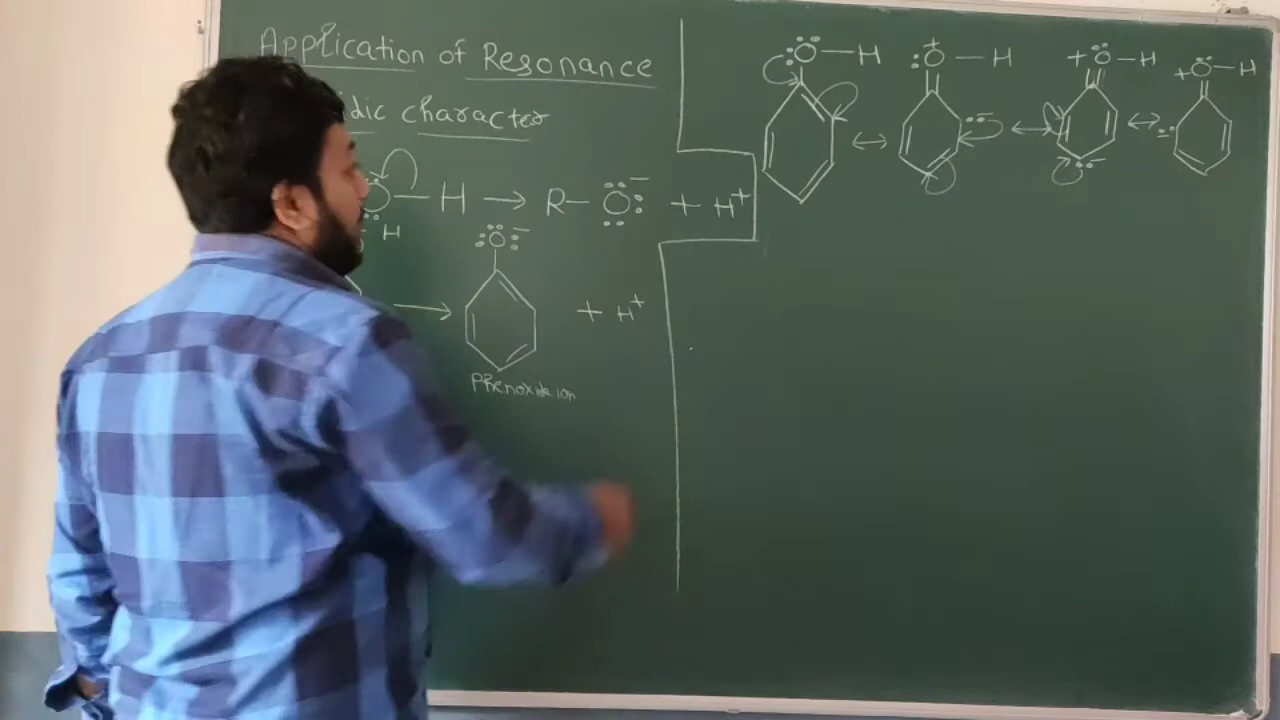 Application of Resonance
dic character
O — H → R — O:⁻ + H⁺
H
:O:⁻
→ + H⁺
Phenoxide ion
:O — H ↔ :O⁺ — H ↔ +O — H ↔ +O — H